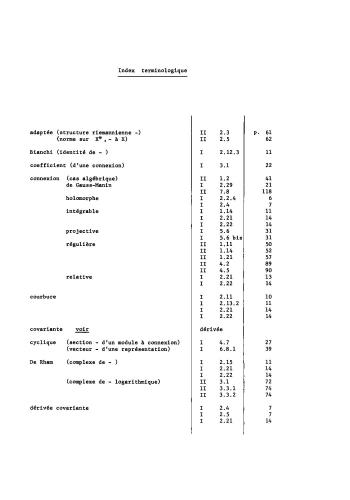 Index terminologique
adaptée (structure riemannienne -) II 2.3 p. 61
(norme sur X*, - à X) II 2.5 62
Bianchi (identité de - ) I 2.12.3 11
coefficient (d'une connexion) I 3.1 22
connexion (cas algébrique) II 1.2 41
de Gauss-Manin I 2.29 21
II 7.8 118
holomorphe I 2.2.4 6
I 2.4 7
intégrable I 1.14 11
I 2.21 14
I 2.22 14
projective I 5.6 31
I 5.6 bis 31
régulière II 1.11 50
II 1.14 52
II 1.21 57
II 4.2 89
II 4.5 90
relative I 2.21 13
I 2.22 14
courbure I 2.11 10
I 2.13.2 11
I 2.21 14
I 2.22 14
covariante voir dérivée
cyclique (section - d'un module à connexion) I 4.7 27
(vecteur - d'une représentation) I 6.8.1 39
De Rham (complexe de - ) I 2.15 11
I 2.21 14
I 2.22 14
(complexe de - logarithmique) II 3.1 72
II 3.3.1 74
II 3.3.2 74
dérivée covariante I 2.4 7
I 2.5 7
I 2.21 14